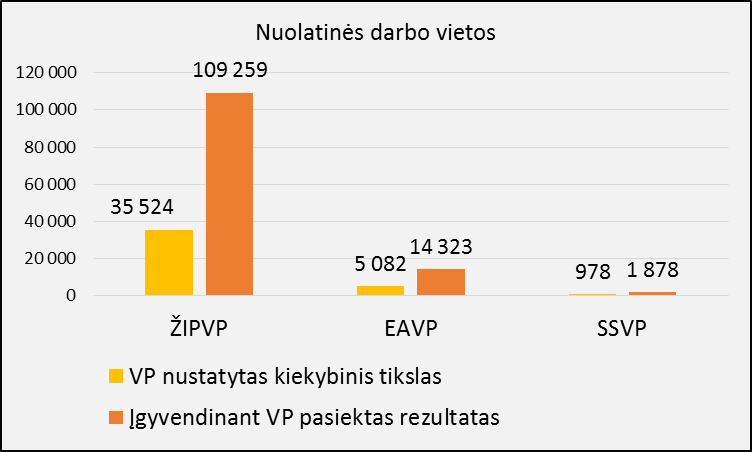 Nuolatinės darbo vietos
120 000
100 000
80 000
60 000
40 000
20 000
0
35 524
109 259
5 082
14 323
978
1 878
ŽIPVP
EAVP
SSVP
VP nustatytas kiekybinis tikslas
Įgyvendinant VP pasiektas rezultatas